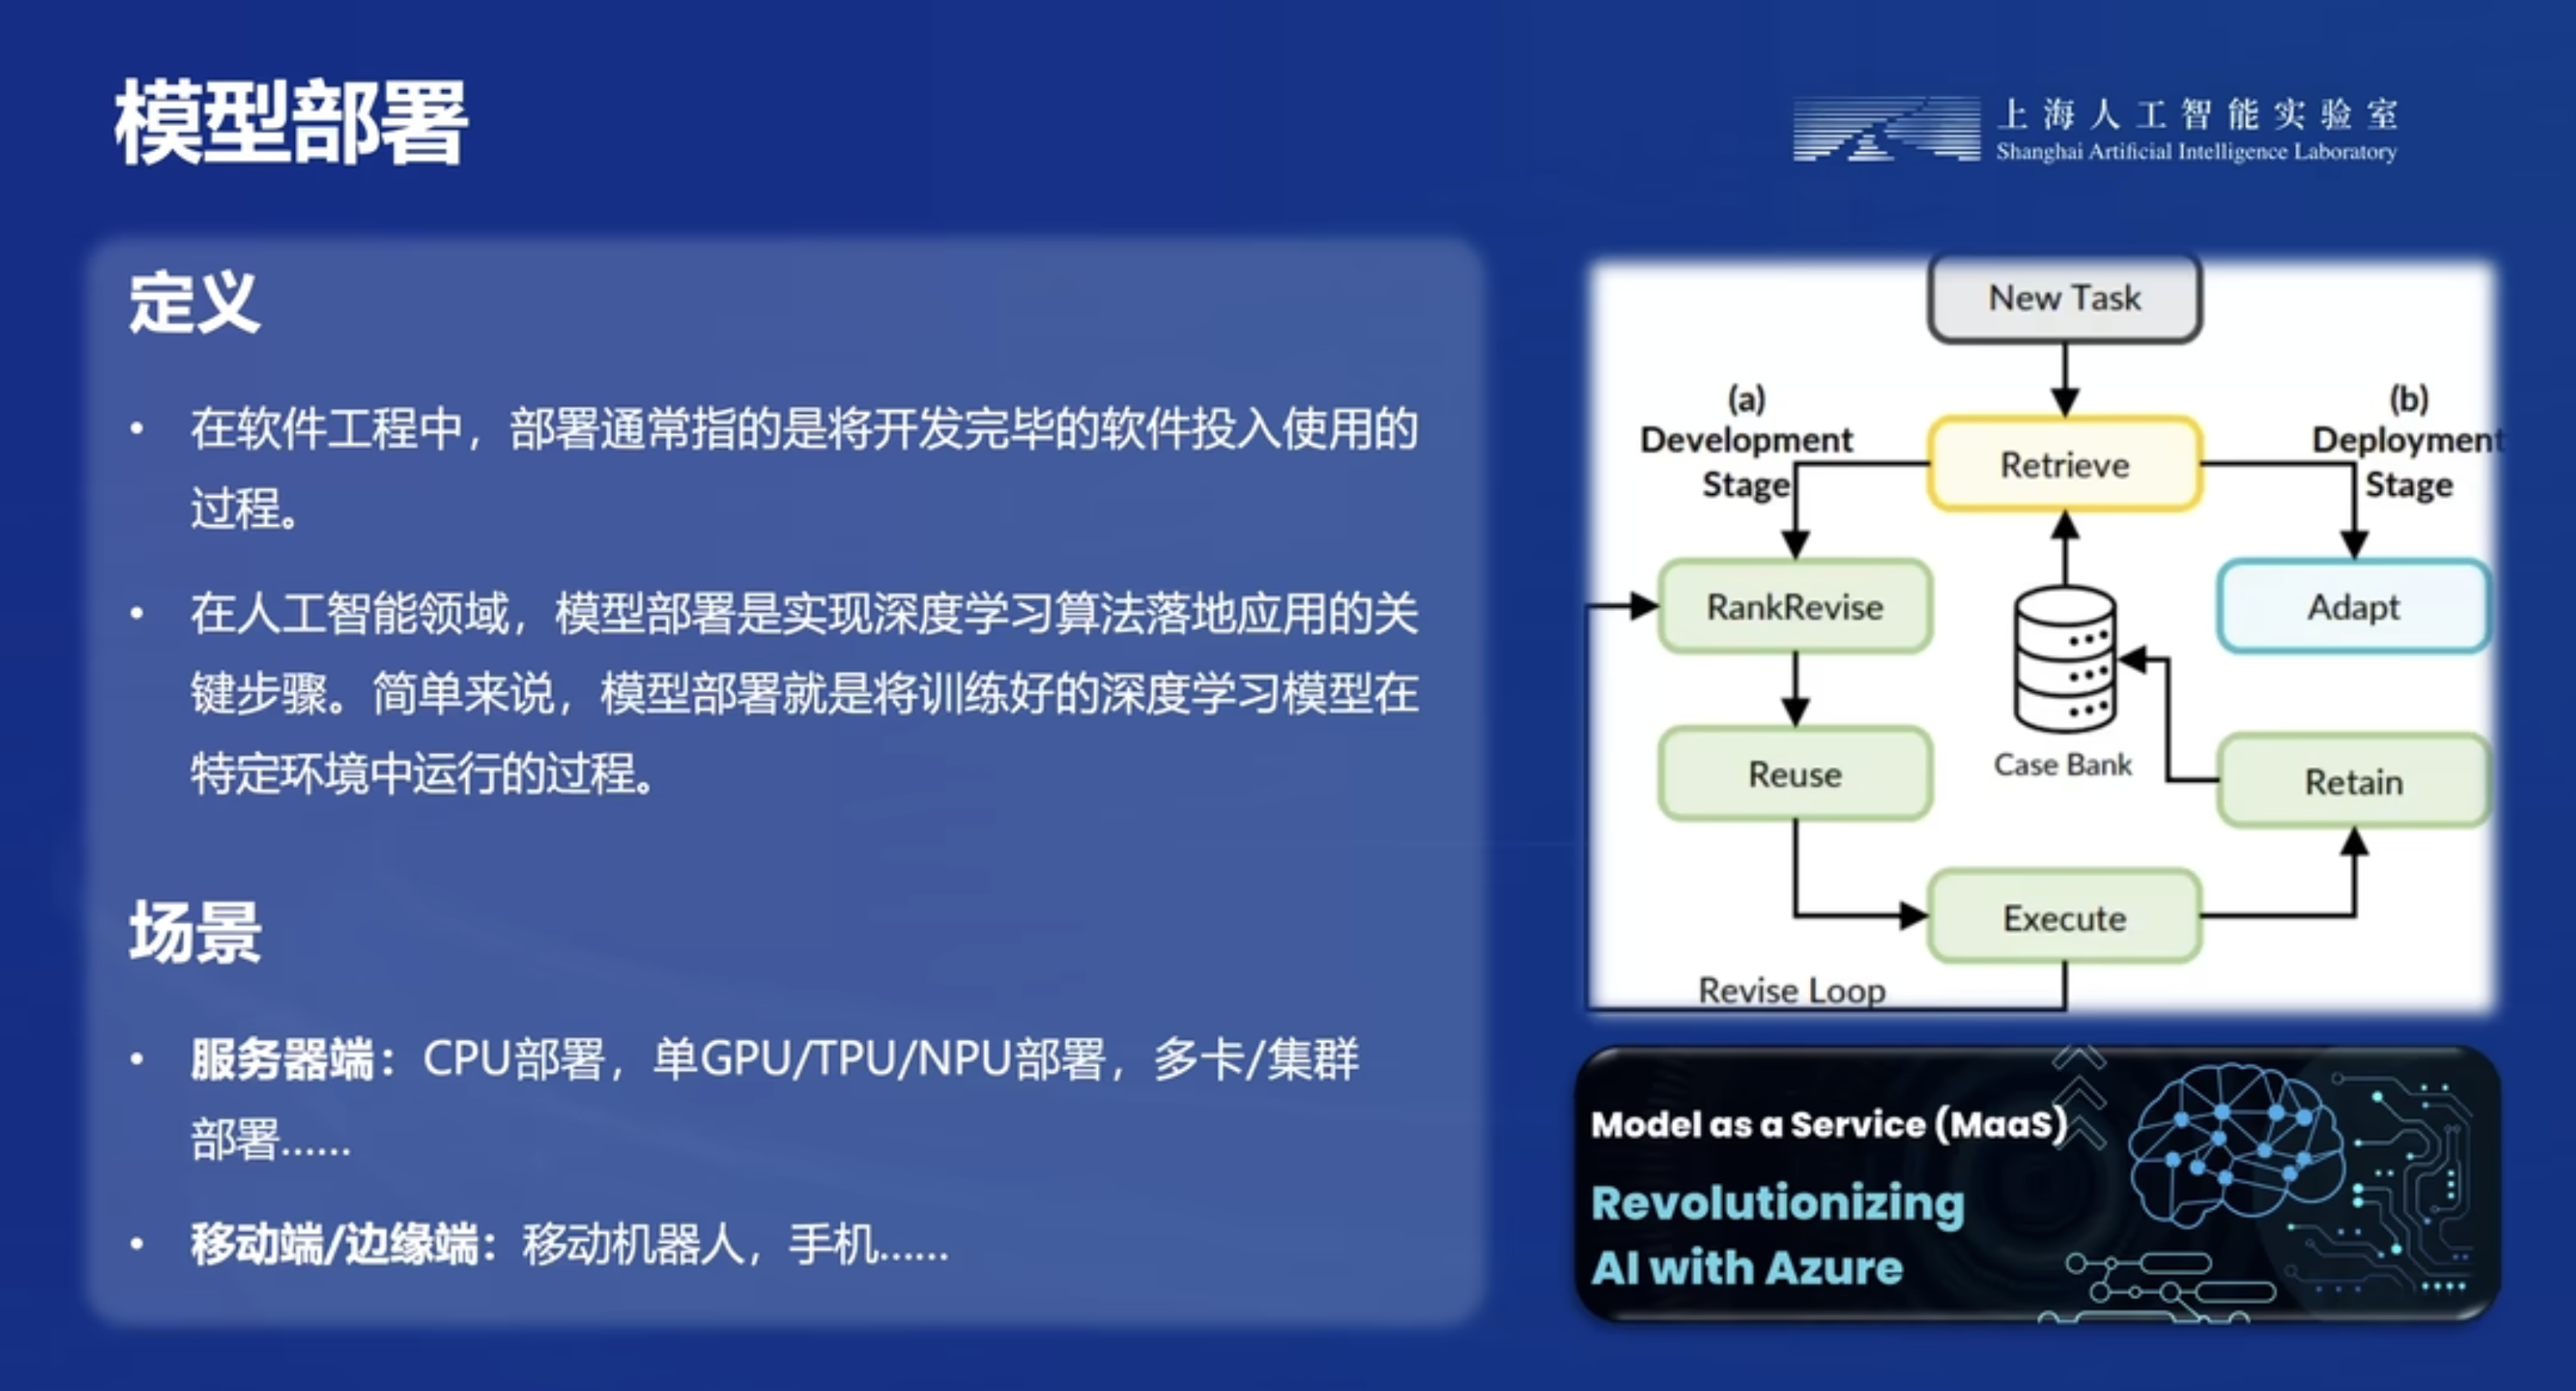 模型部署
上海人工智能实验室
Shanghai Artificial Intelligence Laboratory
定义
• 在软件工程中，部署通常指的是将开发完毕的软件投入使用的
过程。
• 在人工智能领域，模型部署是实现深度学习算法落地应用的关
键步骤。简单来说，模型部署就是将训练好的深度学习模型在
特定环境中运行的过程。
场景
• 服务器端：CPU部署，单GPU/TPU/NPU部署，多卡/集群
部署……
• 移动端/边缘端：移动机器人，手机……
New Task
(a)
Development
Stage
Retrieve
(b)
Deployment
Stage
RankRevise
Adapt
Reuse
Case Bank
Retain
Execute
Revise Loop
Model as a Service (MaaS)
Revolutionizing
AI with Azure